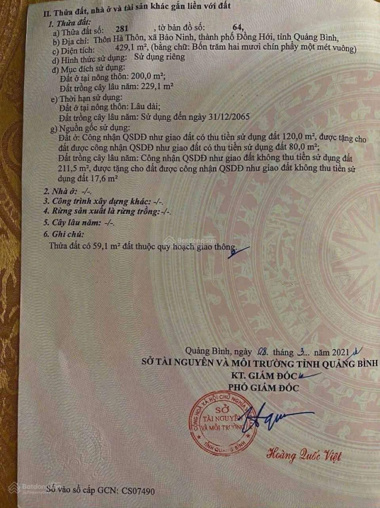 II. Thửa đất, nhà ở và tài sản khác gắn liền với đất
1. Thửa đất:
a) Thửa đất số: 281 , tờ bản đồ số: 64,
b) Địa chỉ: Thôn Hà Thôn, xã Bảo Ninh, thành phố Đồng Hới, tỉnh Quảng Bình,
c) Diện tích: 429,1 m², (bằng chữ: Bốn trăm hai mươi chín phẩy một mét vuông)
d) Hình thức sử dụng: Sử dụng riêng
đ) Mục đích sử dụng:
Đất ở tại nông thôn: 200,0 m²;
Đất trồng cây lâu năm: 229,1 m²
e) Thời hạn sử dụng:
Đất ở tại nông thôn: Lâu dài;
Đất trồng cây lâu năm: Sử dụng đến ngày 31/12/2065
g) Nguồn gốc sử dụng:
Đất ở: Công nhận QSDĐ như giao đất có thu tiền sử dụng đất 120,0 m², được tặng cho
đất được công nhận QSDĐ như giao đất có thu tiền sử dụng đất 80,0 m²;
Đất trồng cây lâu năm: Công nhận QSDĐ như giao đất không thu tiền sử dụng đất
211,5 m², được tặng cho đất được công nhận QSDĐ như giao đất không thu tiền sử
dụng đất 17,6 m²
2. Nhà ở: -/-.
3. Công trình xây dựng khác: -/-.
4. Rừng sản xuất là rừng trồng: -/-.
5. Cây lâu năm: -/-.
6. Ghi chú:
Thửa đất có 59,1 m² đất thuộc quy hoạch giao thông.
Quảng Bình, ngày 08 tháng 3 năm 2021
SỞ TÀI NGUYÊN VÀ MÔI TRƯỜNG TỈNH QUẢNG BÌNH
KT. GIÁM ĐỐC
PHÓ GIÁM ĐỐC
SỞ
TÀI NGUYÊN
VÀ MÔI TRƯỜNG
Hoàng Quốc Việt
Số vào sổ cấp GCN: CS07490